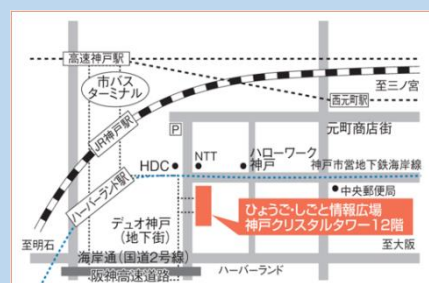 高速神戸駅
市バス
ターミナル
至三ノ宮
西元町駅
元町商店街
JR神戸駅
P
HDC
NTT
ハローワーク
神戸
神戸市営地下鉄海岸線
ハーバーランド駅
中央郵便局
デュオ神戸
(地下街)
ひょうご・しごと情報広場
神戸クリスタルタワー12階
至明石
海岸通(国道2号線)
至大阪
阪神高速道路
ハーバーランド